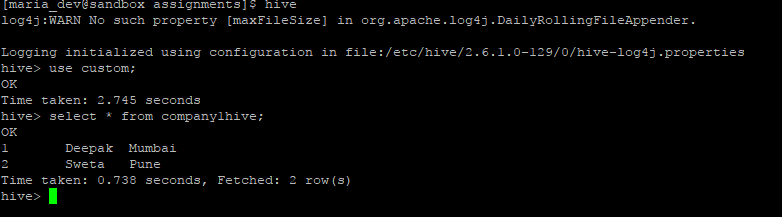 [maria_dev@sandbox assignments]$ hive
log4j:WARN No such property [maxFileSize] in org.apache.log4j.DailyRollingFileAppender.
Logging initialized using configuration in file:/etc/hive/2.6.1.0-129/0/hive-log4j.properties
hive> use custom;
OK
Time taken: 2.745 seconds
hive> select * from company1hive;
OK
1 Deepak Mumbai
2 Sweta Pune
Time taken: 0.738 seconds, Fetched: 2 row(s)
hive>